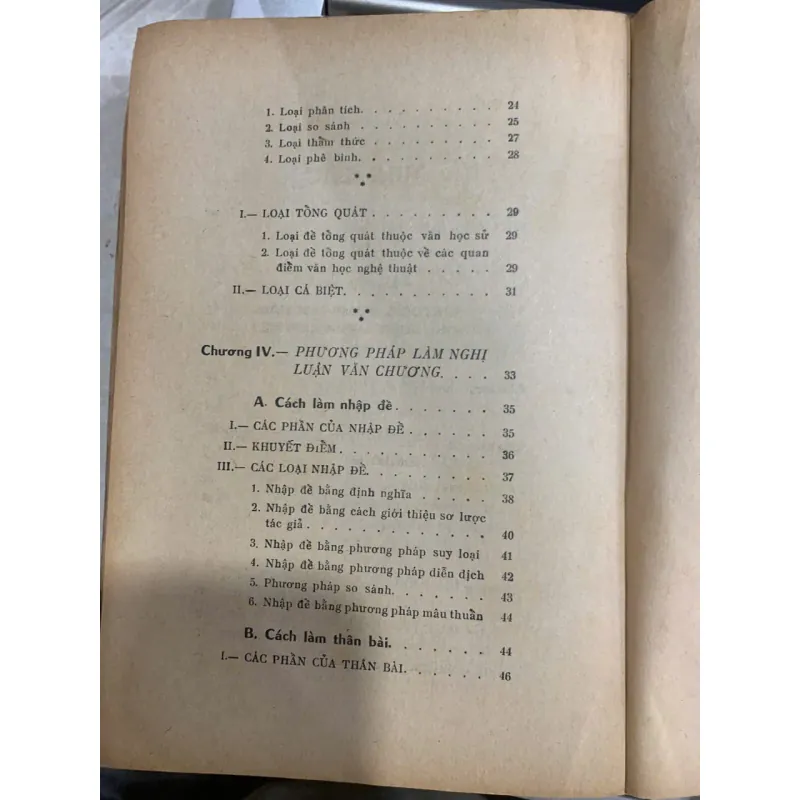 1. Loại phân tích. . . . . . . . . . 24
2. Loại so sánh . . . . . . . . . . 25
3. Loại thẩm thức . . . . . . . . . 27
4. Loại phê bình. . . . . . . . . . 28
I.— LOẠI TỔNG QUÁT . . . . . . . . . 29
1. Loại đề tổng quát thuộc văn học sử 29
2. Loại đề tổng quát thuộc về các quan
điểm văn học nghệ thuật . . . . . 29
II.— LOẠI CÁ BIỆT. . . . . . . . . . 31
Chương IV.— PHƯƠNG PHÁP LÀM NGHỊ
LUẬN VĂN CHƯƠNG. . . . . 33
A. Cách làm nhập đề . . . . . . . 35
I.— CÁC PHẦN CỦA NHẬP ĐỀ . . . . . . 35
II.— KHUYẾT ĐIỂM . . . . . . . . . . 36
III.— CÁC LOẠI NHẬP ĐỀ. . . . . . . . 37
1. Nhập đề bằng định nghĩa . . . . . 38
2. Nhập đề bằng cách giới thiệu sơ lược
tác giả . . . . . . . . . . . . 40
3. Nhập đề bằng phương pháp suy loại 41
4. Nhập đề bằng phương pháp diễn dịch 42
5. Phương pháp so sánh. . . . . . . 43
6. Nhập đề bằng phương pháp mâu thuẫn 44
B. Cách làm thân bài. . . . . . . 44
I.— CÁC PHẦN CỦA THÂN BÀI. . . . . . 46